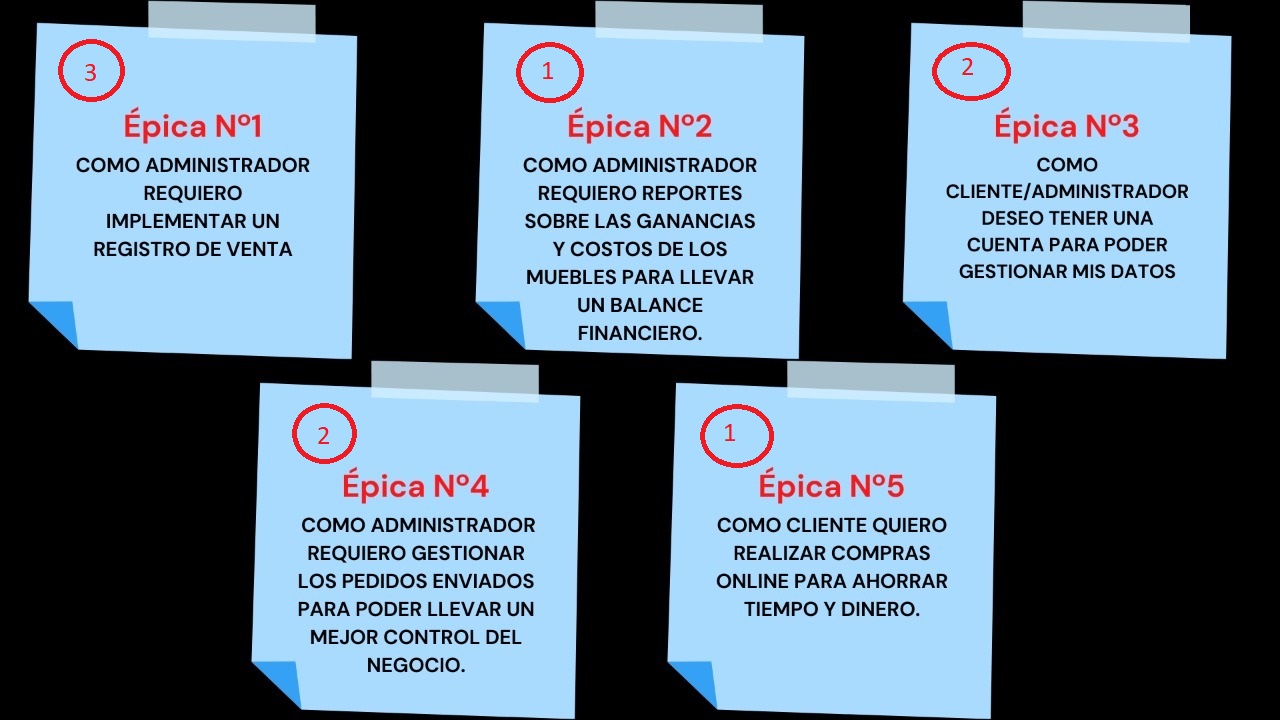 3
Épica Nº1
COMO ADMINISTRADOR
REQUIERO
IMPLEMENTAR UN
REGISTRO DE VENTA
1
Épica Nº2
COMO ADMINISTRADOR
REQUIERO REPORTES
SOBRE LAS GANANCIAS
Y COSTOS DE LOS
MUEBLES PARA LLEVAR
UN BALANCE
FINANCIERO.
2
Épica Nº3
COMO
CLIENTE/ADMINISTRADOR
DESEO TENER UNA
CUENTA PARA PODER
GESTIONAR MIS DATOS
2
Épica Nº4
COMO ADMINISTRADOR
REQUIERO GESTIONAR
LOS PEDIDOS ENVIADOS
PARA PODER LLEVAR UN
MEJOR CONTROL DEL
NEGOCIO.
1
Épica Nº5
COMO CLIENTE QUIERO
REALIZAR COMPRAS
ONLINE PARA AHORRAR
TIEMPO Y DINERO.